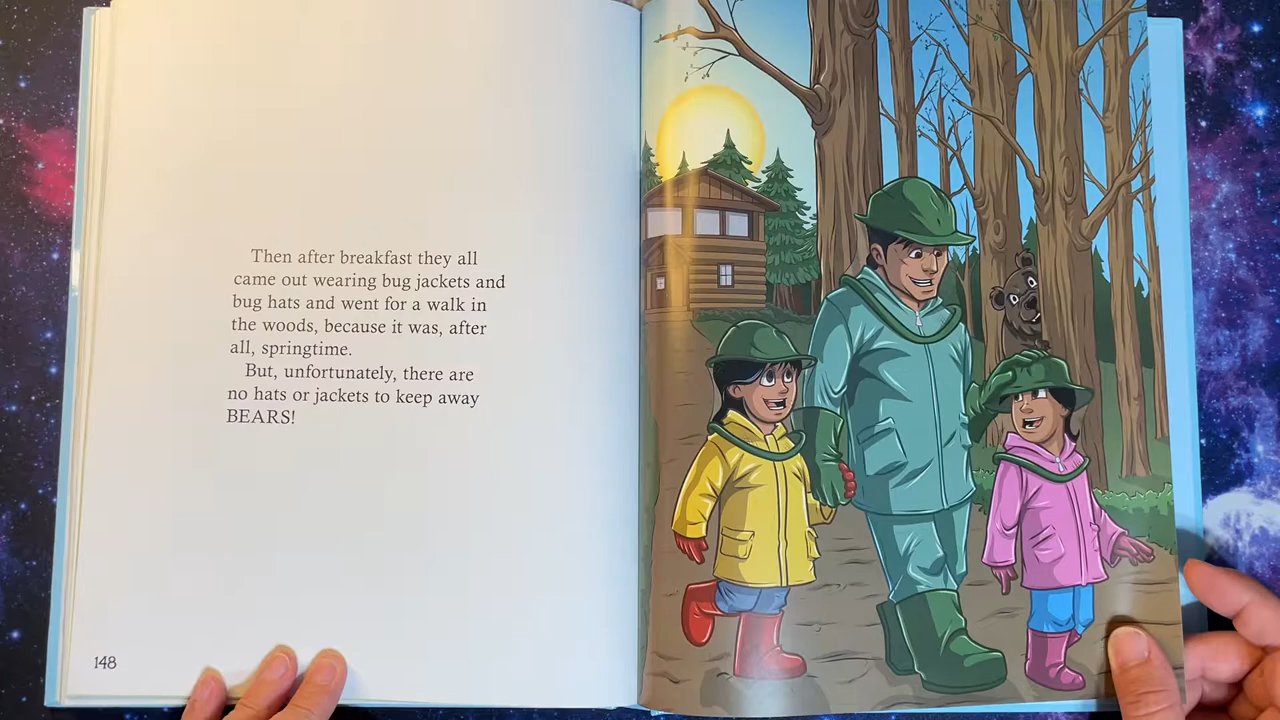 Then after breakfast they all
came out wearing bug jackets and
bug hats and went for a walk in
the woods, because it was, after
all, springtime.
But, unfortunately, there are
no hats or jackets to keep away
BEARS!
148